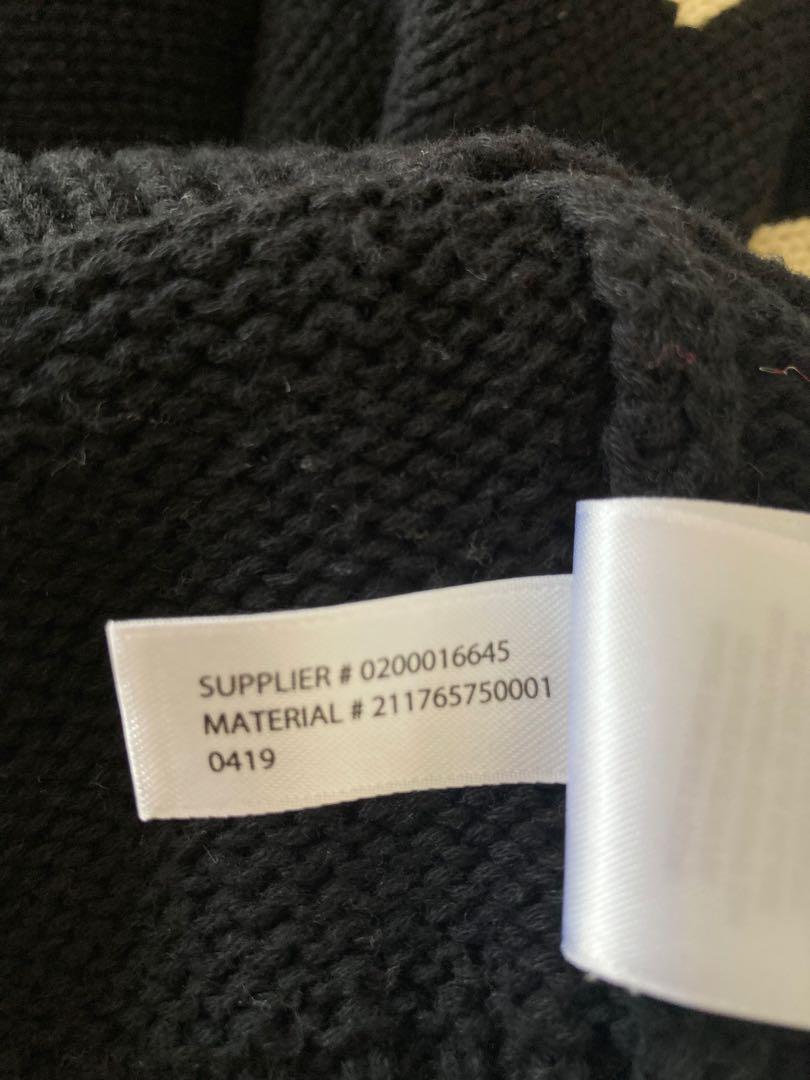 SUPPLIER # 0200016645
MATERIAL # 211765750001
0419